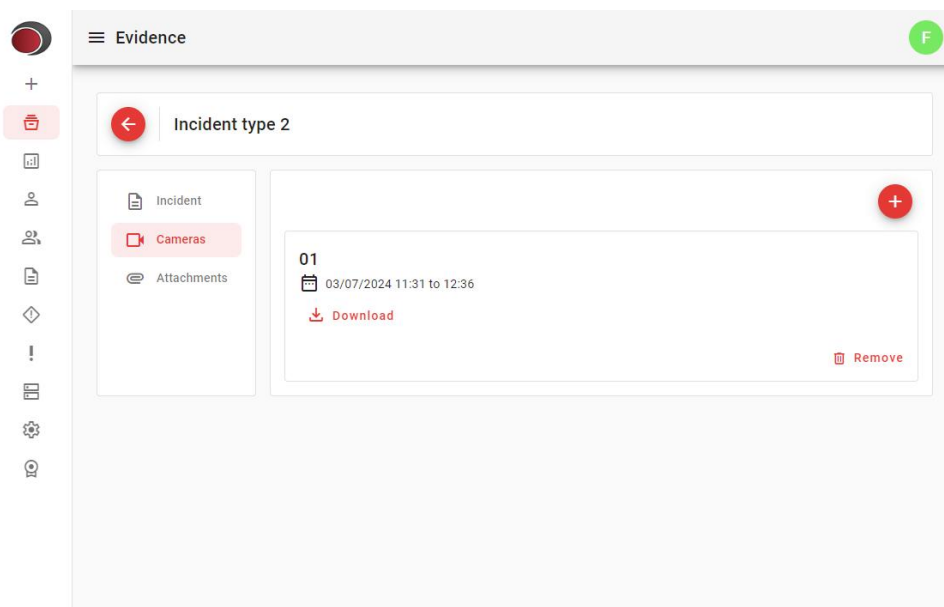 Evidence
F
Incident type 2
Incident
Cameras
Attachments
01
03/07/2024 11:31 to 12:36
Download
Remove